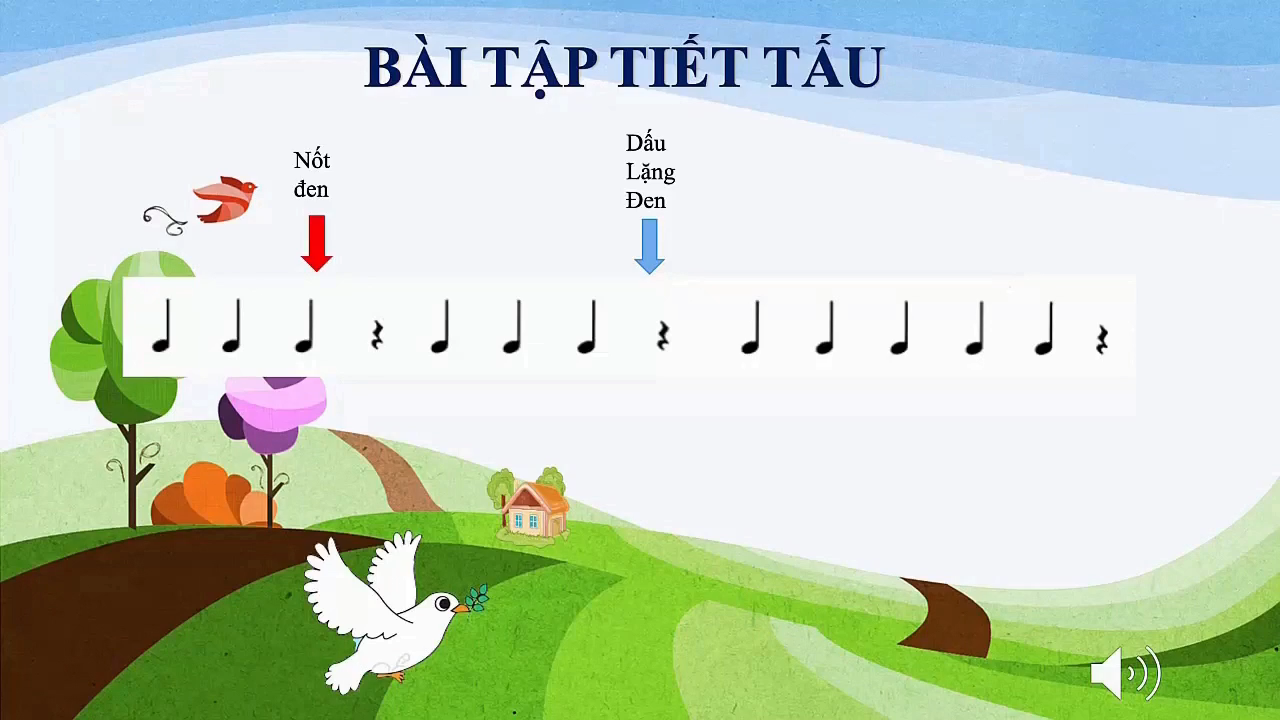 BÀI TẬP TIẾT TẤU
Nốt
đen
Dấu
Lặng
Đen